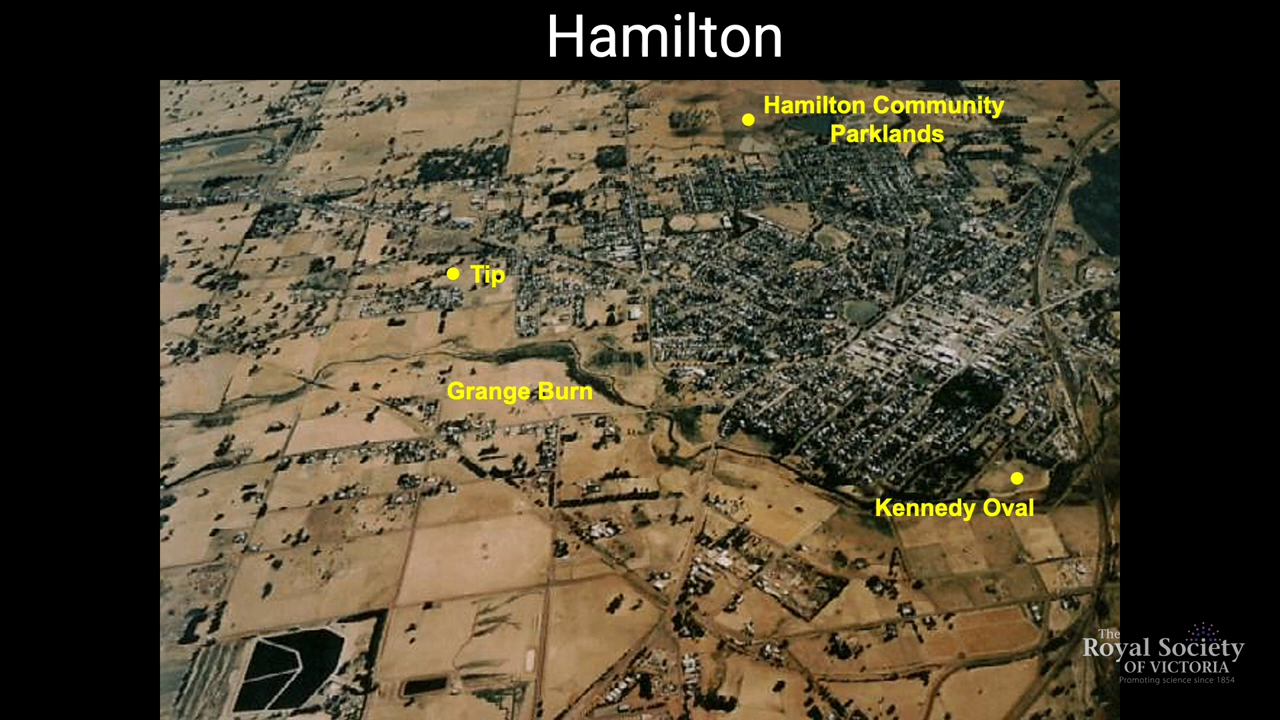 Hamilton
Hamilton Community
Parklands
Tip
Grange Burn
Kennedy Oval
The
Royal Society
OF VICTORIA
Promoting science since 1854